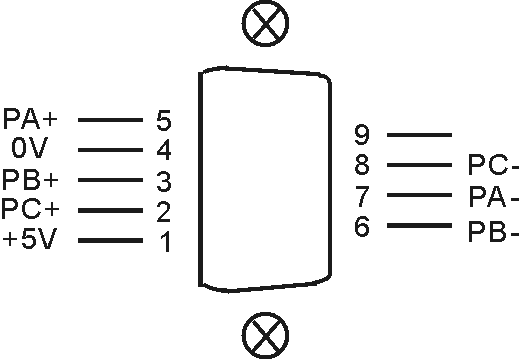 PA+ 5
0V 4
PB+ 3
PC+ 2
+5V 1
9
8 PC-
7 PA-
6 PB-